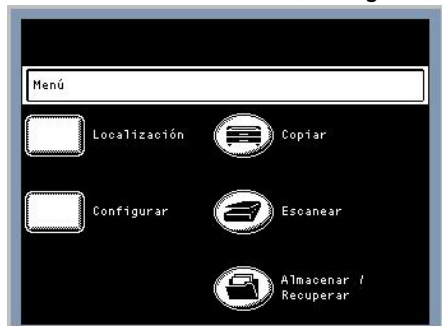 Menú
Localización
Copiar
Configurar
Escanear
Almacenar /
Recuperar